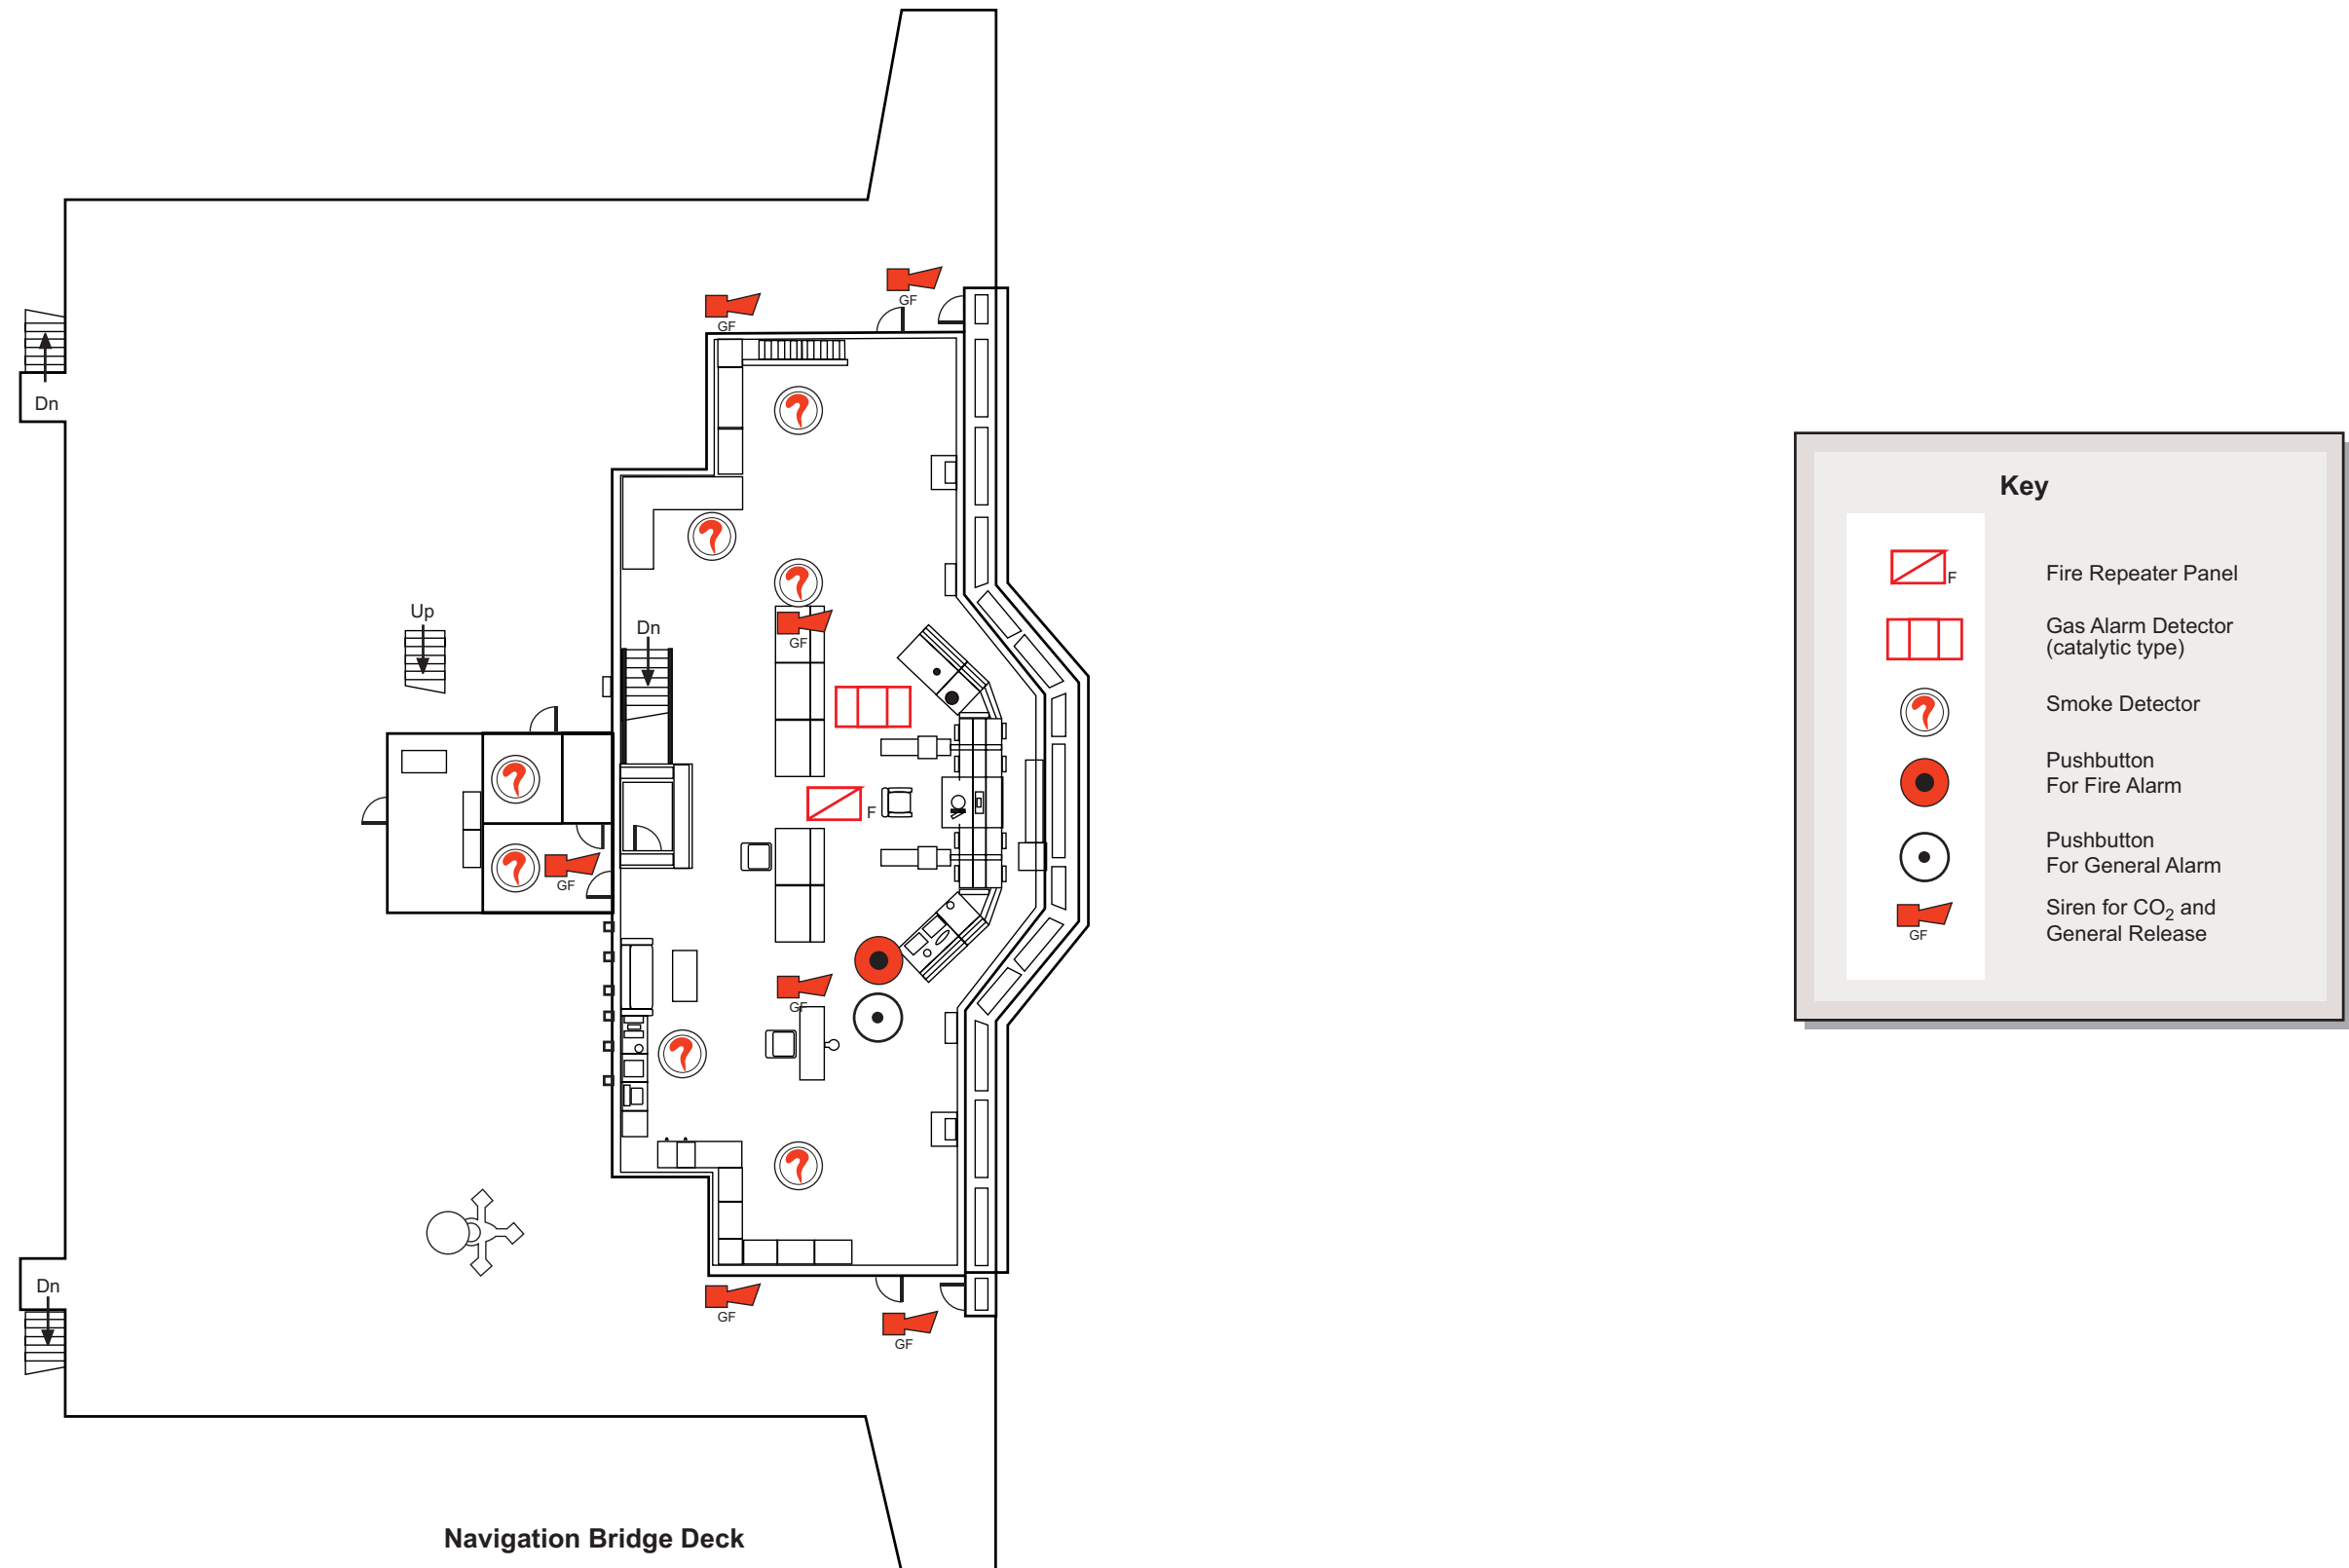 GF
GF
Dn
Key
F
Fire Repeater Panel
Gas Alarm Detector
(catalytic type)
Smoke Detector
Pushbutton
For Fire Alarm
Pushbutton
For General Alarm
GF
Siren for CO2 and
General Release
Up
Dn
GF
F
GF
GF
Dn
GF
GF
Navigation Bridge Deck